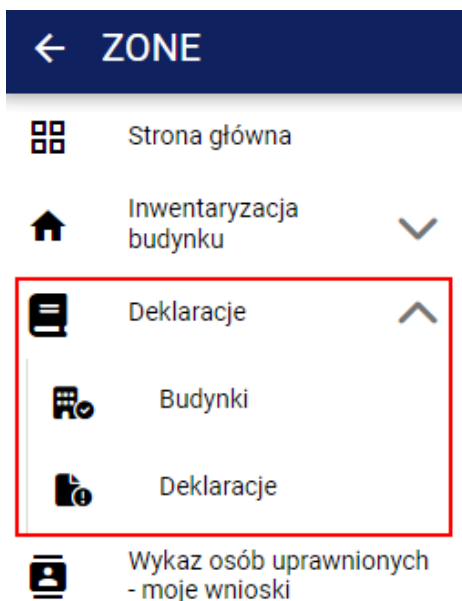 ZONE
Strona główna
Inwentaryzacja
budynku
Deklaracje
Budynki
Deklaracje
Wykaz osób uprawnionych
- moje wnioski